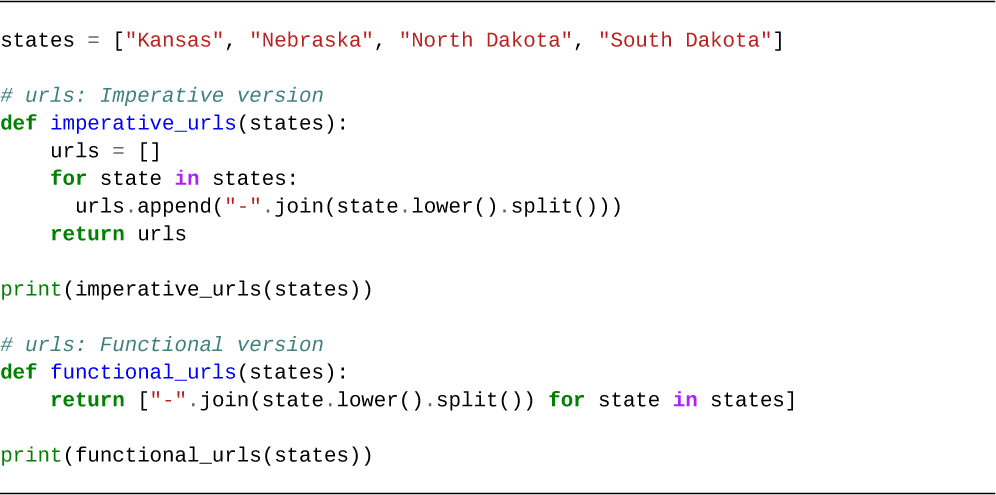 states = ["Kansas", "Nebraska", "North Dakota", "South Dakota"]
# urls: Imperative version
def imperative_urls(states):
    urls = []
    for state in states:
      urls.append("-".join(state.lower().split()))
    return urls
print(imperative_urls(states))
# urls: Functional version
def functional_urls(states):
    return ["-".join(state.lower().split()) for state in states]
print(functional_urls(states))